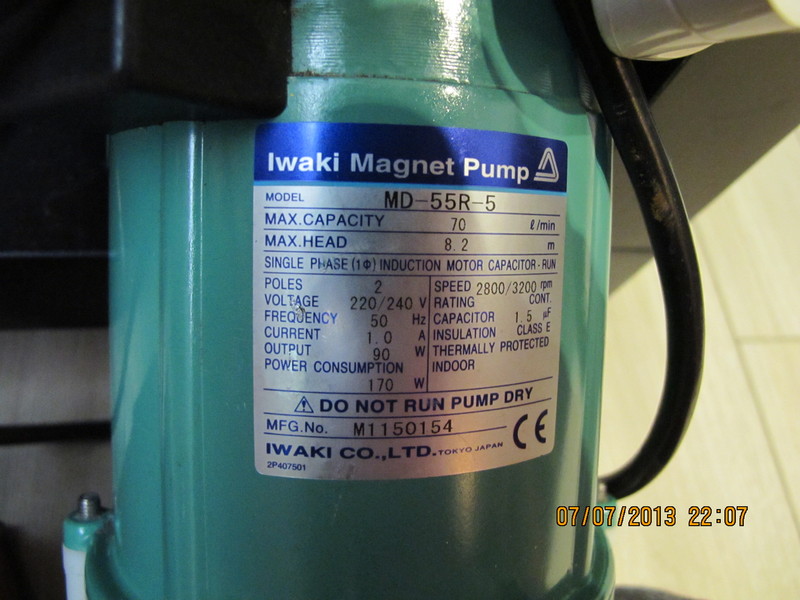 Iwaki Magnet Pump
MODEL MD-55R-5
MAX.CAPACITY 70 ℓ/min
MAX.HEAD 8.2 m
SINGLE PHASE (1Φ) INDUCTION MOTOR CAPACITOR-RUN
POLES 2
VOLTAGE 220/240 V
FREQUENCY 50 Hz
CURRENT 1.0 A
OUTPUT 90 W
POWER CONSUMPTION
170 W
SPEED 2800/3200 rpm
RATING CONT.
CAPACITOR 1.5 μF
INSULATION CLASS E
THERMALLY PROTECTED
INDOOR
DO NOT RUN PUMP DRY
MFG.No. M1150154
CE
IWAKI CO.,LTD. TOKYO JAPAN
2P407501
07/07/2013 22:07